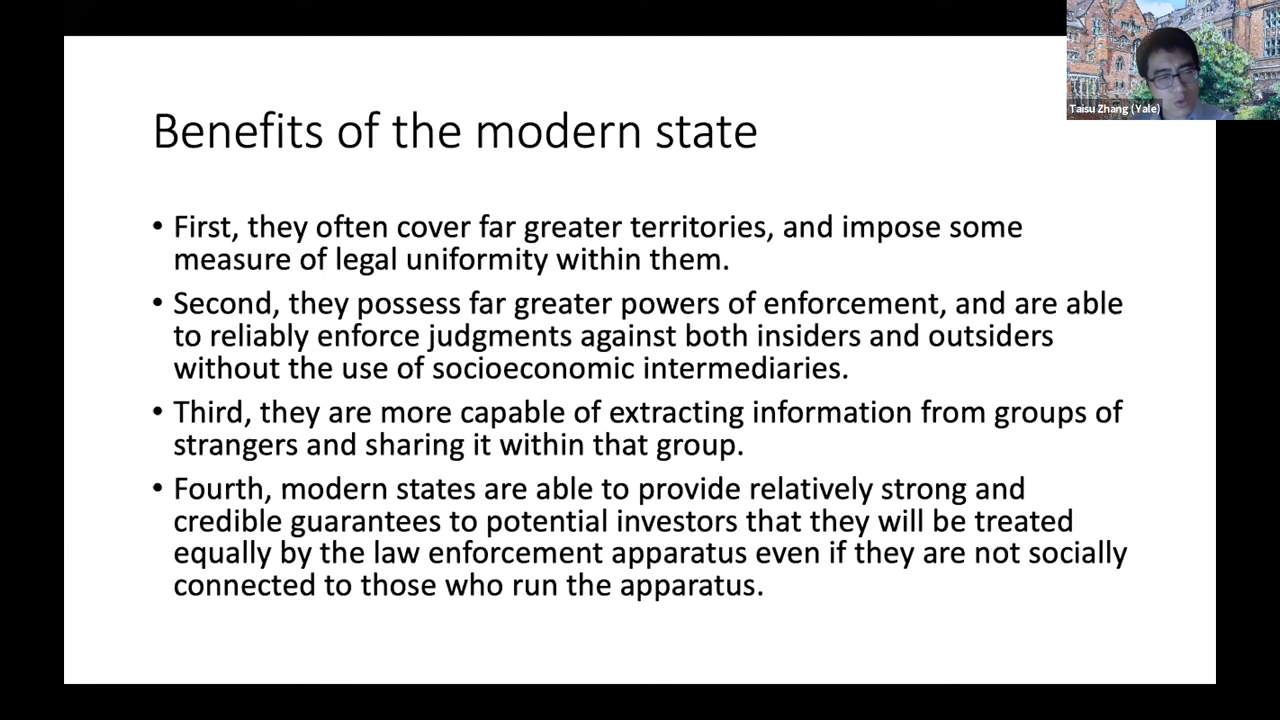 Taisu Zhang (Yale)
Benefits of the modern state
• First, they often cover far greater territories, and impose some
measure of legal uniformity within them.
• Second, they possess far greater powers of enforcement, and are able
to reliably enforce judgments against both insiders and outsiders
without the use of socioeconomic intermediaries.
• Third, they are more capable of extracting information from groups of
strangers and sharing it within that group.
• Fourth, modern states are able to provide relatively strong and
credible guarantees to potential investors that they will be treated
equally by the law enforcement apparatus even if they are not socially
connected to those who run the apparatus.